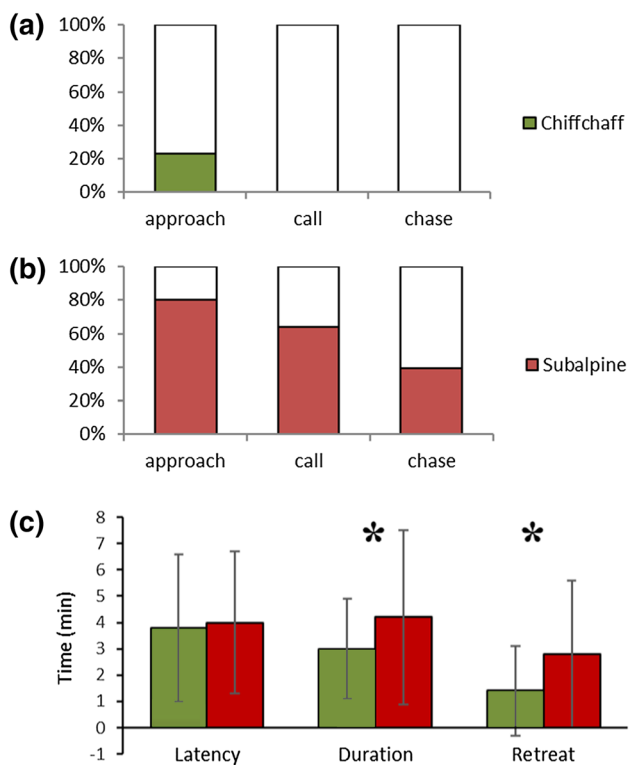 (a)
100%
80%
60%
40%
20%
0%
approach call chase
Chiffchaff
(b)
100%
80%
60%
40%
20%
0%
approach call chase
Subalpine
(c)
Time (min)
8
7
6
5
4
3
2
1
0
-1
* *
Latency Duration Retreat